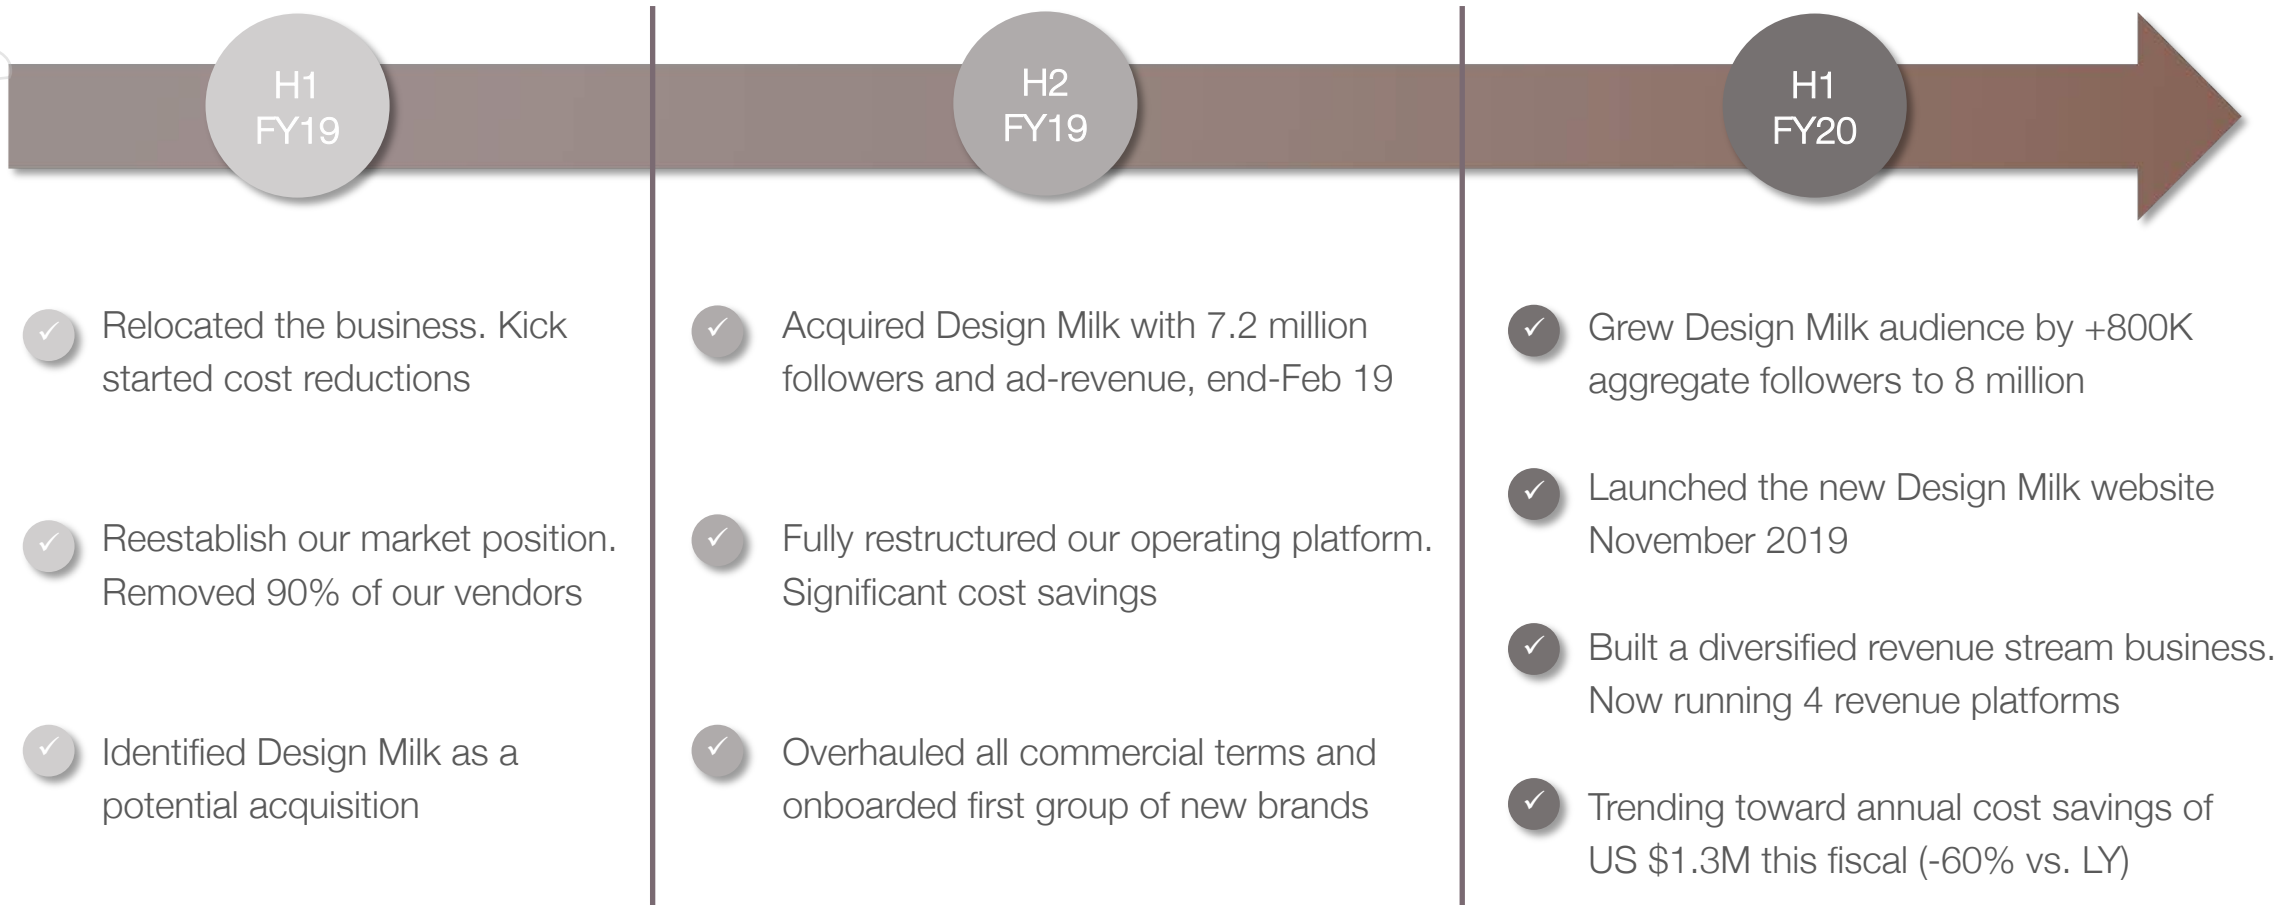 H1
FY19
H2
FY19
H1
FY20
Relocated the business. Kick
started cost reductions
Reestablish our market position.
Removed 90% of our vendors
Identified Design Milk as a
potential acquisition
Acquired Design Milk with 7.2 million
followers and ad-revenue, end-Feb 19
Fully restructured our operating platform.
Significant cost savings
Overhauled all commercial terms and
onboarded first group of new brands
Grew Design Milk audience by +800K
aggregate followers to 8 million
Launched the new Design Milk website
November 2019
Built a diversified revenue stream business.
Now running 4 revenue platforms
Trending toward annual cost savings of
US $1.3M this fiscal (-60% vs. LY)